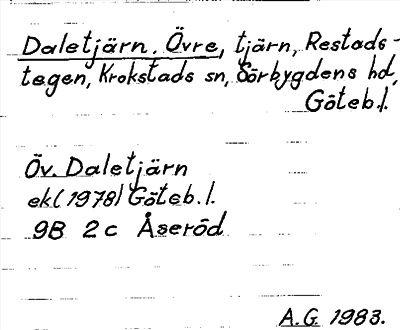 Daletjärn, Övre, tjärn, Restads-
tegen, Krokstads sn, Sörbygdens hd,
Göteb.l.
Öv. Daletjärn
ek(1978) Göteb.l.
9B 2c Åseröd
A.G. 1983.